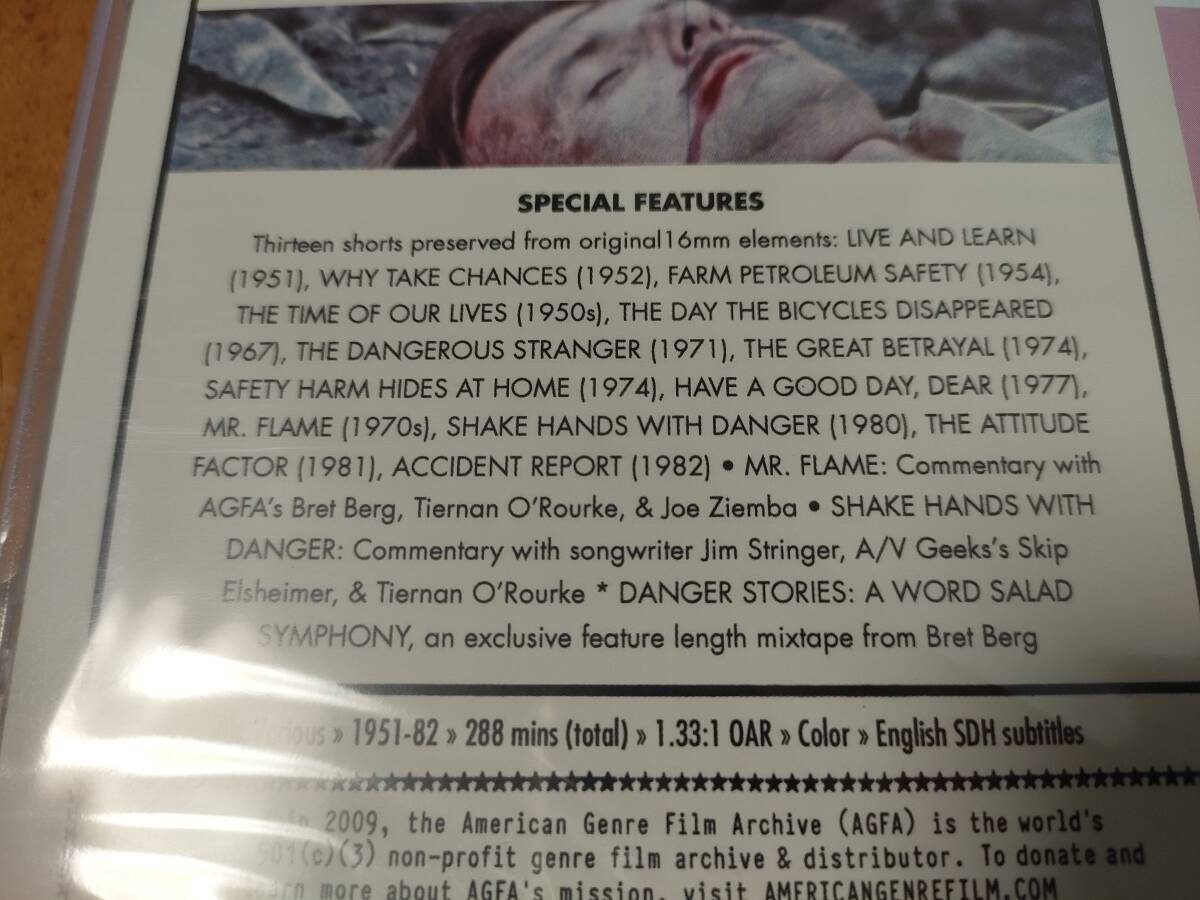 SPECIAL FEATURES
Thirteen shorts preserved from original16mm elements: LIVE AND LEARN
(1951), WHY TAKE CHANCES (1952), FARM PETROLEUM SAFETY (1954),
THE TIME OF OUR LIVES (1950s), THE DAY THE BICYCLES DISAPPEARED
(1967), THE DANGEROUS STRANGER (1971), THE GREAT BETRAYAL (1974),
SAFETY HARM HIDES AT HOME (1974), HAVE A GOOD DAY, DEAR (1977),
MR. FLAME (1970s), SHAKE HANDS WITH DANGER (1980), THE ATTITUDE
FACTOR (1981), ACCIDENT REPORT (1982) • MR. FLAME: Commentary with
AGFA's Bret Berg, Tiernan O'Rourke, & Joe Ziemba • SHAKE HANDS WITH
DANGER: Commentary with songwriter Jim Stringer, A/V Geeks's Skip
Elsheimer, & Tiernan O'Rourke * DANGER STORIES: A WORD SALAD
SYMPHONY, an exclusive feature length mixtape from Bret Berg
» 1951-82 » 288 mins (total) » 1.33:1 OAR » Color » English SDH subtitles
in 2009, the American Genre Film Archive (AGFA) is the world's
501(c)(3) non-profit genre film archive & distributor. To donate and
learn more about AGFA's mission, visit AMERICANGENREFILM.COM